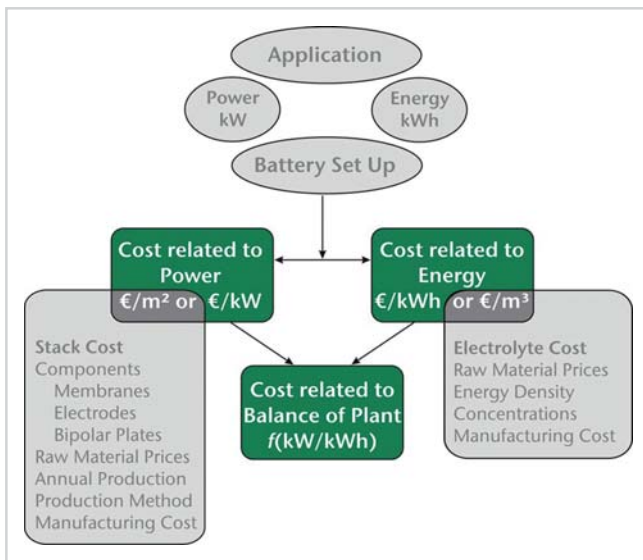 Application
Power
kW
Energy
kWh
Battery Set Up
Cost related to
Power
€/m² or €/kW
Cost related to
Energy
€/kWh or €/m³
Stack Cost
Components
Membranes
Electrodes
Bipolar Plates
Raw Material Prices
Annual Production
Production Method
Manufacturing Cost
Cost related to
Balance of Plant
f(kW/kWh)
Electrolyte Cost
Raw Material Prices
Energy Density
Concentrations
Manufacturing Cost